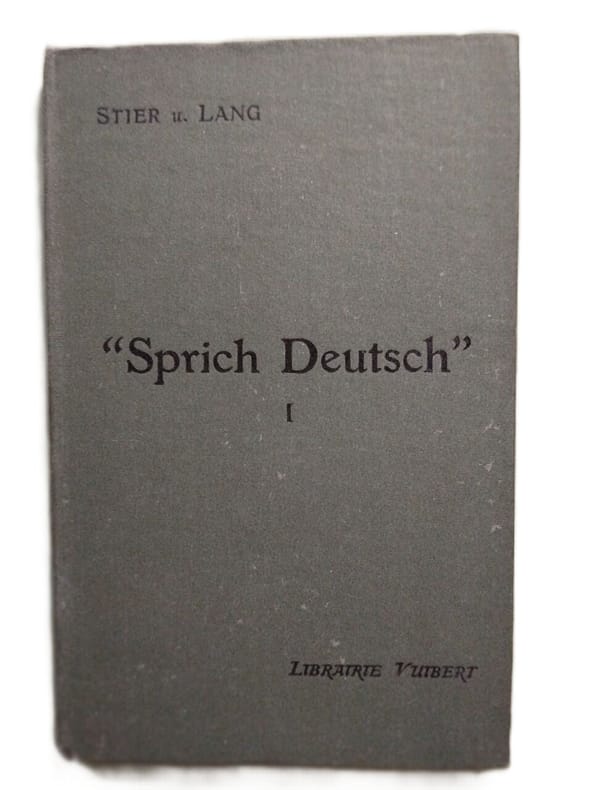 STIER u. LANG
“Sprich Deutsch”
I
LIBRAIRIE VUIBERT